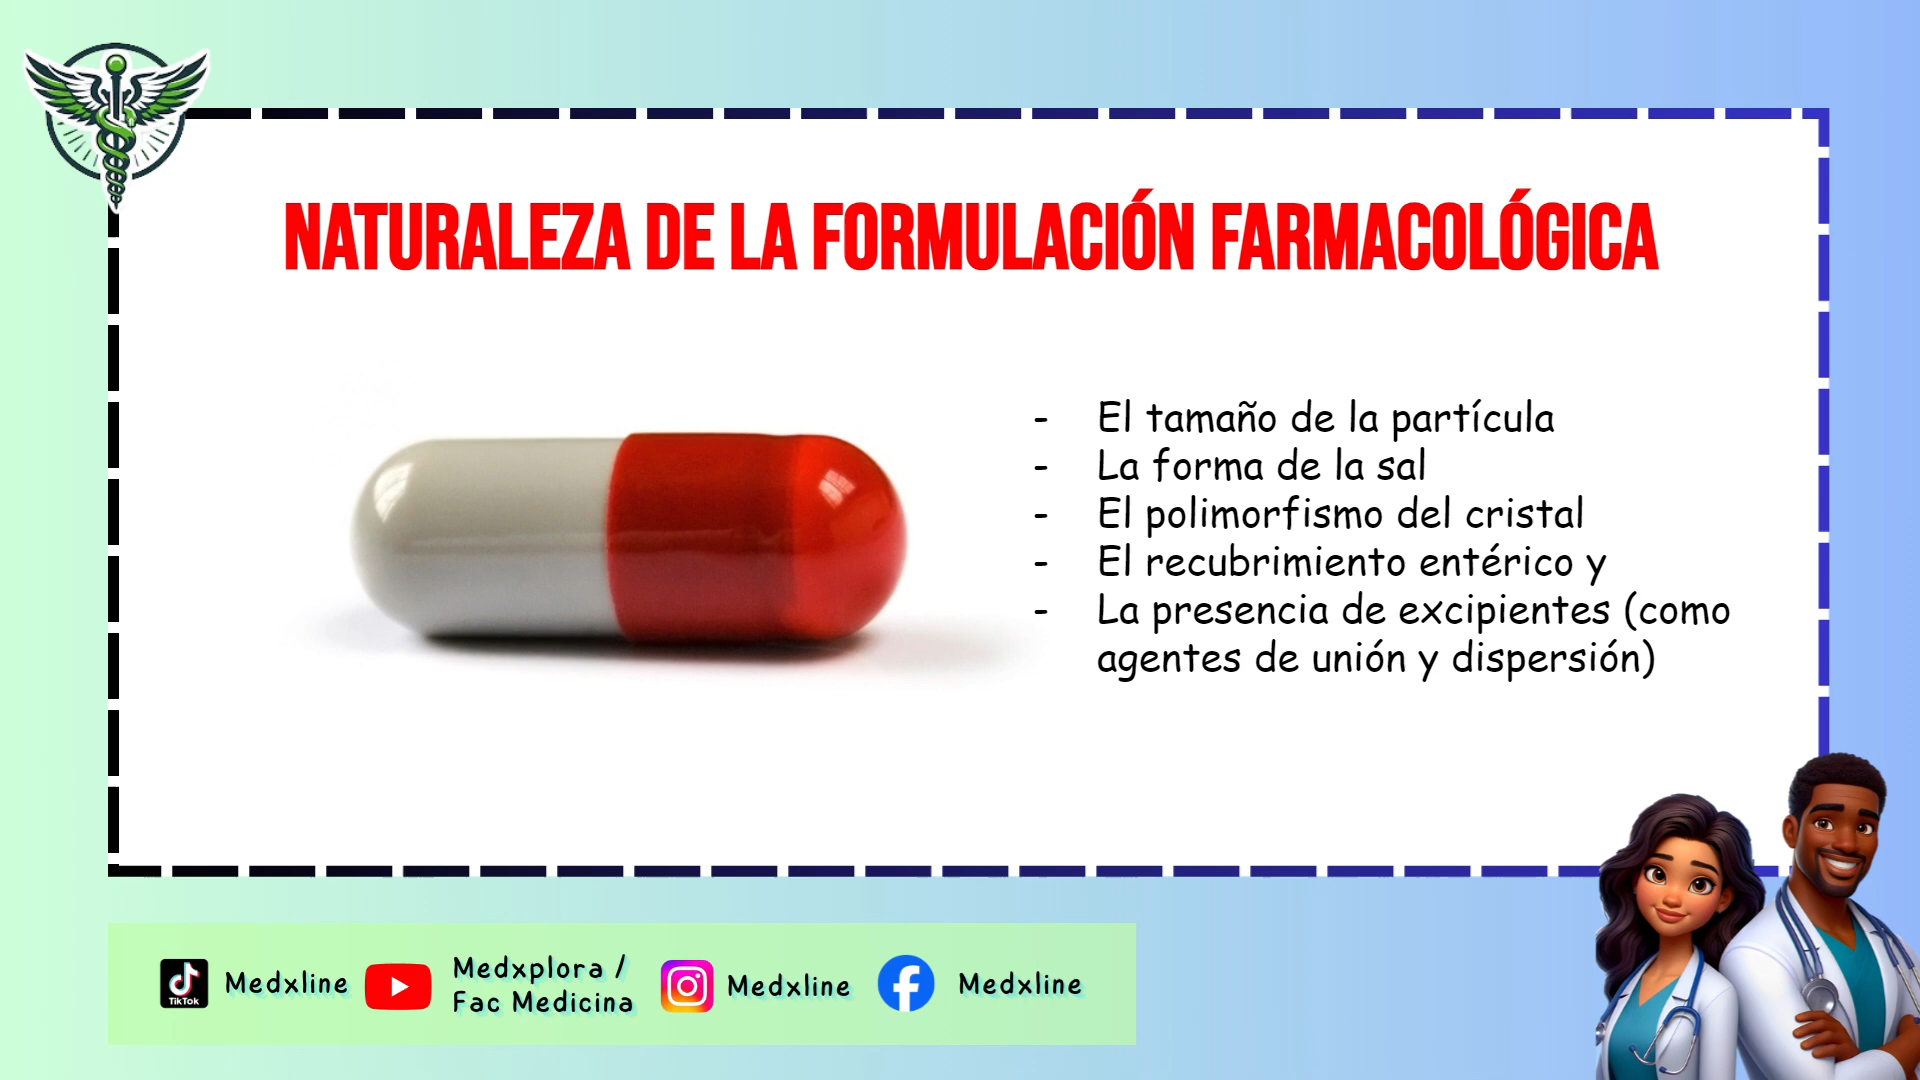 NATURALEZA DE LA FORMULACIÓN FARMACOLÓGICA
- El tamaño de la partícula
- La forma de la sal
- El polimorfismo del cristal
- El recubrimiento entérico y
- La presencia de excipientes (como
agentes de unión y dispersión)
TikTok
Medxline
Medxplora /
Fac Medicina
Medxline
Medxline